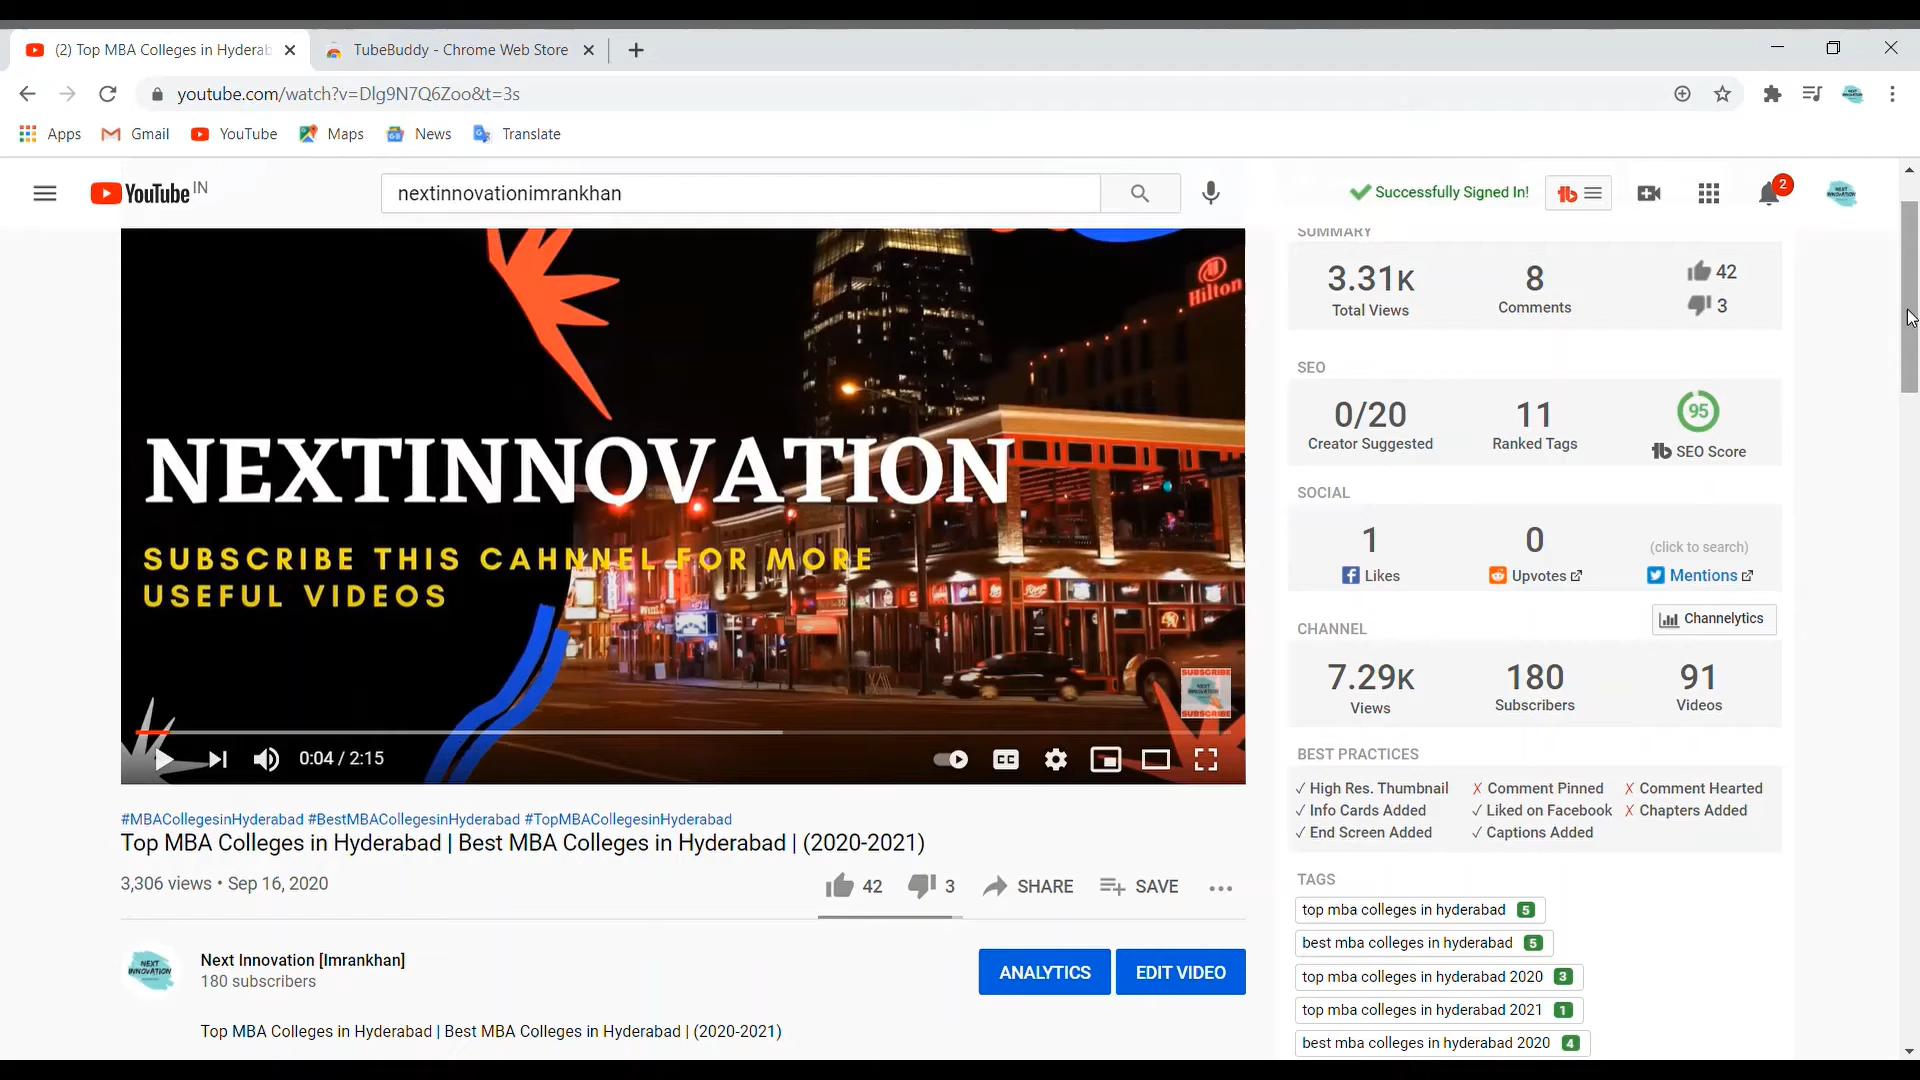 (2) Top MBA Colleges in Hyderab
TubeBuddy - Chrome Web Store
youtube.com/watch?v=Dlg9N7Q6Zoo&t=3s
Apps
Gmail
YouTube
Maps
News
Translate
YouTube IN
nextinnovationimrankhan
Successfully Signed In!
2
Hilton
NEXTINNOVATION
SUBSCRIBE THIS CAHNNEL FOR MORE
USEFUL VIDEOS
SUBSCRIBE
NEXT
INNOVATION
SUBSCRIBE
0:04 / 2:15
CC
#MBACollegesinHyderabad #BestMBACollegesinHyderabad #TopMBACollegesinHyderabad
Top MBA Colleges in Hyderabad | Best MBA Colleges in Hyderabad | (2020-2021)
3,306 views • Sep 16, 2020
42
3
SHARE
SAVE
NEXT
INNOVATION
Next Innovation [Imrankhan]
180 subscribers
ANALYTICS
EDIT VIDEO
Top MBA Colleges in Hyderabad | Best MBA Colleges in Hyderabad | (2020-2021)
SUMMARY
3.31K
Total Views
8
Comments
42
3
SEO
0/20
Creator Suggested
11
Ranked Tags
95
SEO Score
SOCIAL
1
Likes
0
Upvotes
(click to search)
Mentions
CHANNEL
Channelytics
7.29K
Views
180
Subscribers
91
Videos
BEST PRACTICES
✓ High Res. Thumbnail
✗ Comment Pinned
✗ Comment Hearted
✓ Info Cards Added
✓ Liked on Facebook
✗ Chapters Added
✓ End Screen Added
✓ Captions Added
TAGS
top mba colleges in hyderabad 5
best mba colleges in hyderabad 5
top mba colleges in hyderabad 2020 3
top mba colleges in hyderabad 2021 1
best mba colleges in hyderabad 2020 4